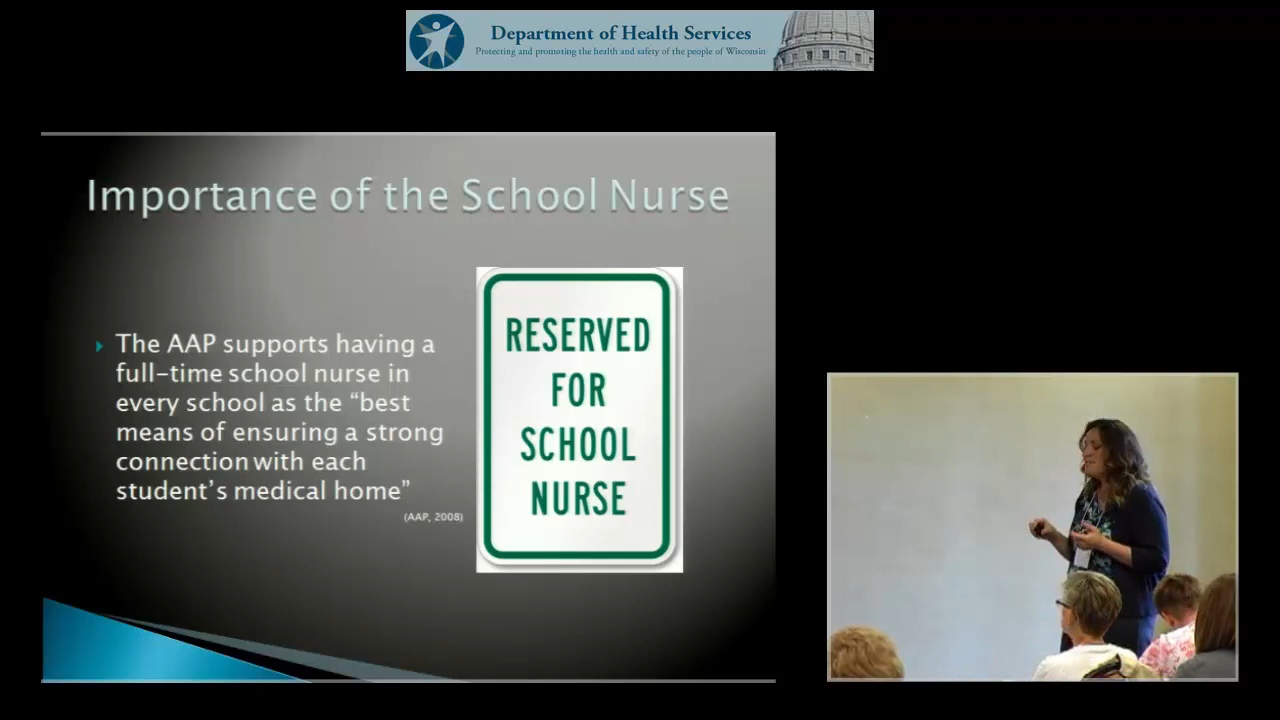 Department of Health Services
Protecting and promoting the health and safety of the people of Wisconsin
Importance of the School Nurse
The AAP supports having a
full-time school nurse in
every school as the “best
means of ensuring a strong
connection with each
student’s medical home”
(AAP, 2008)
RESERVED
FOR
SCHOOL
NURSE